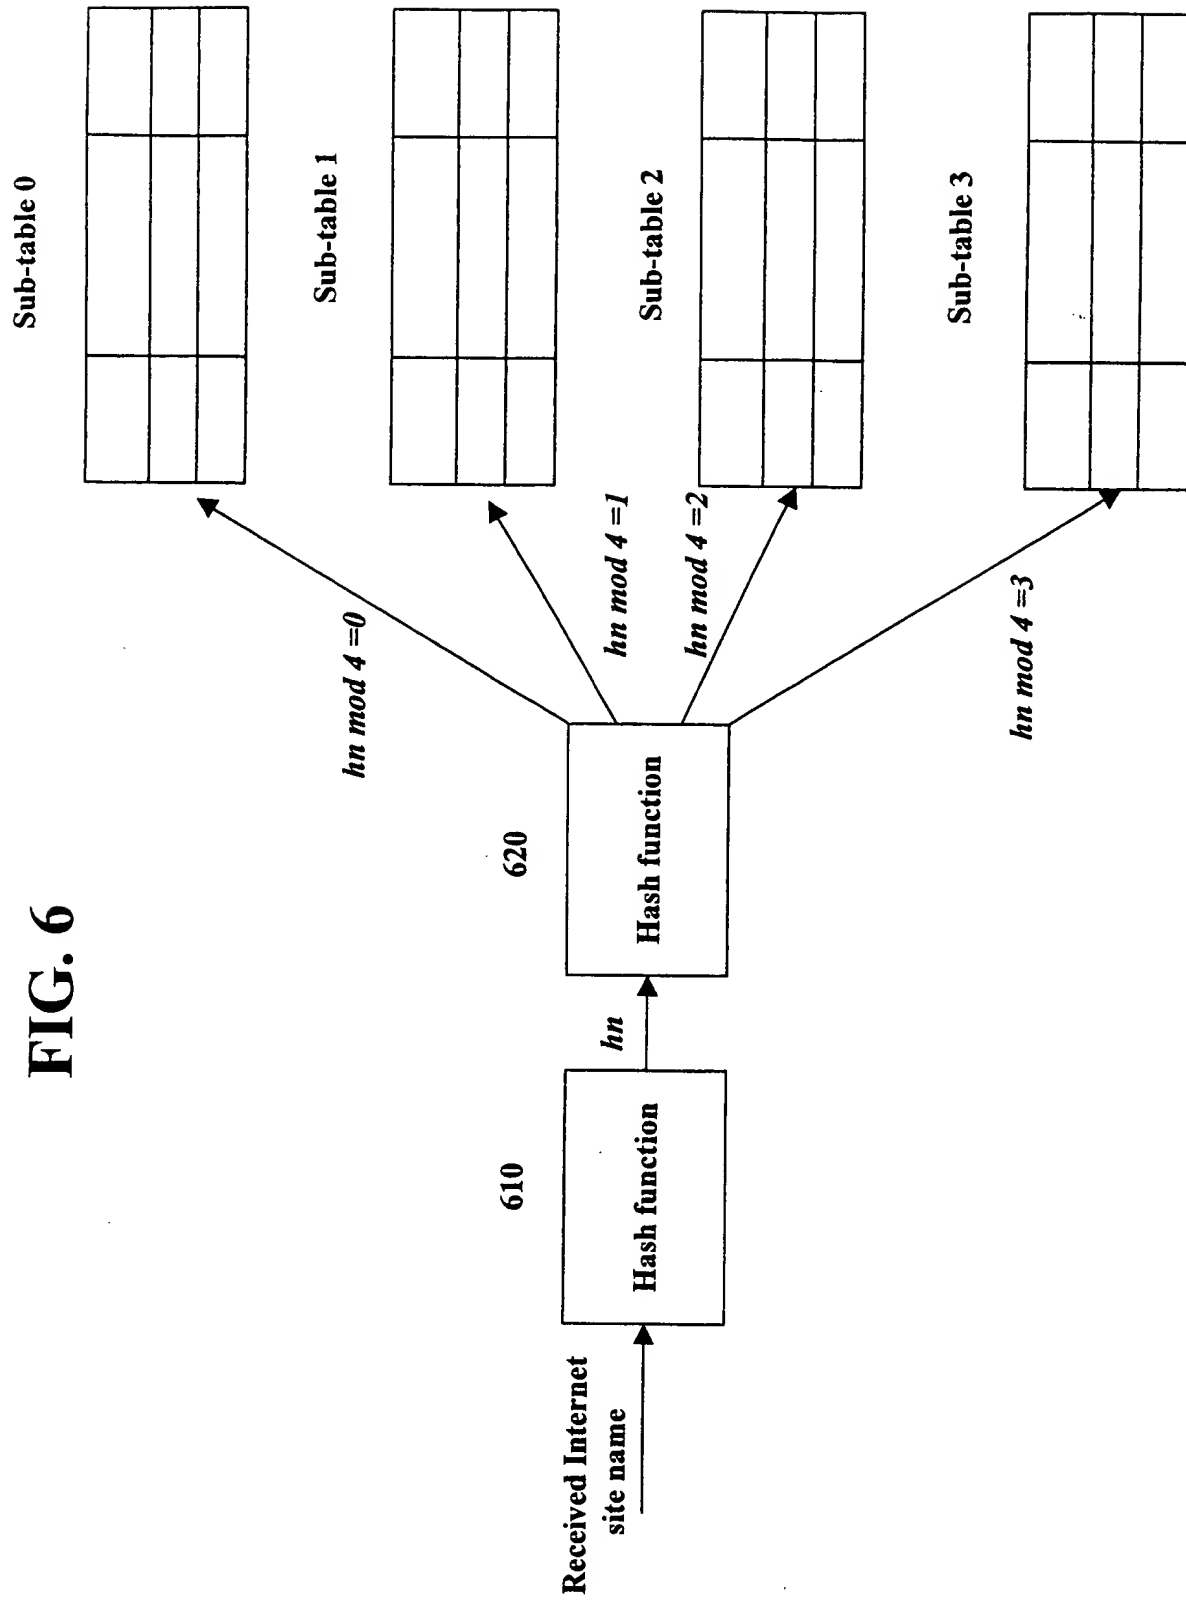 FIG. 6
Received Internet
site name
610
Hash function
hn
620
Hash function
hn mod 4 =0
hn mod 4 =1
hn mod 4 =2
hn mod 4 =3
Sub-table 0
Sub-table 1
Sub-table 2
Sub-table 3